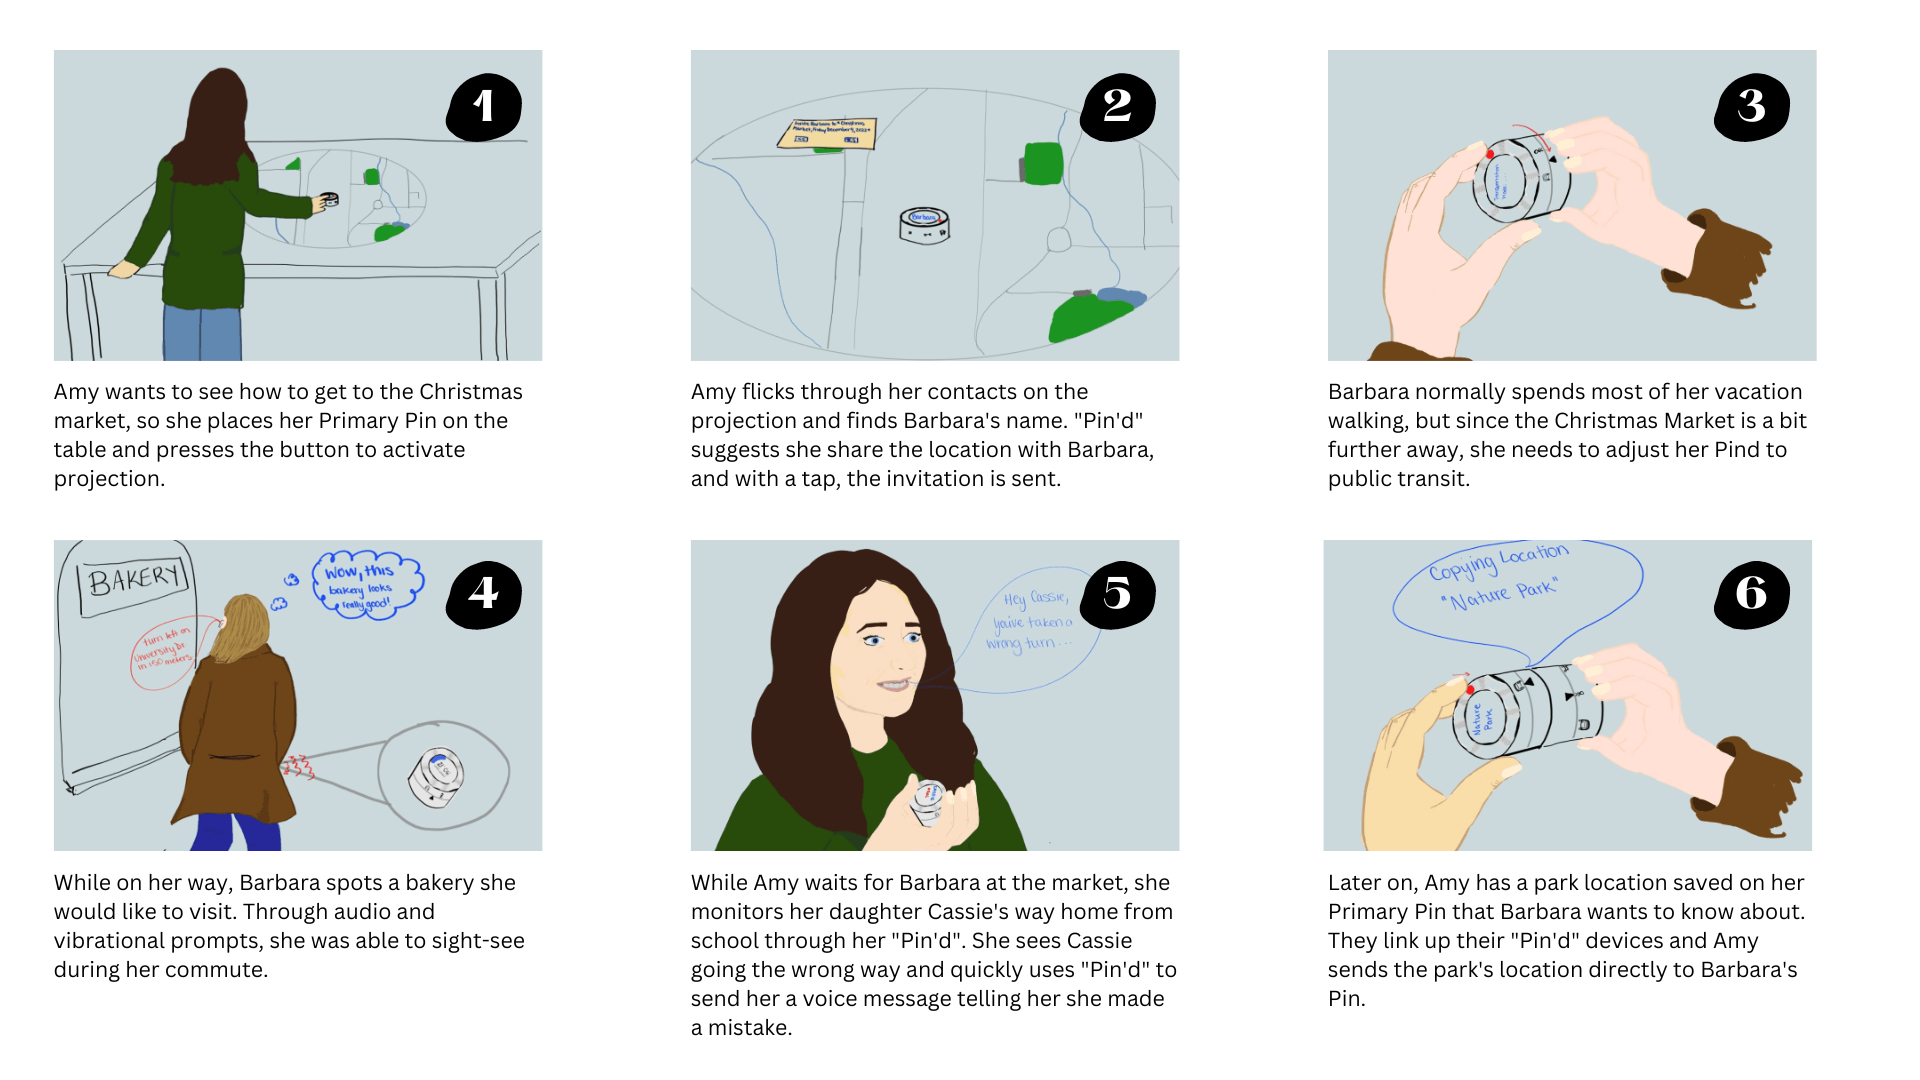 1
Amy wants to see how to get to the Christmas
market, so she places her Primary Pin on the
table and presses the button to activate
projection.
2
Invite Barbara to "Christmas
Market, Friday December 9, 2022"
Barbara
Amy flicks through her contacts on the
projection and finds Barbara's name. "Pin'd"
suggests she share the location with Barbara,
and with a tap, the invitation is sent.
3
Barbara normally spends most of her vacation
walking, but since the Christmas Market is a bit
further away, she needs to adjust her Pind to
public transit.
4
BAKERY
Wow, this
bakery looks
really good!
turn left on
University Dr
in 150 meters
While on her way, Barbara spots a bakery she
would like to visit. Through audio and
vibrational prompts, she was able to sight-see
during her commute.
5
Hey Cassie,
you've taken a
wrong turn...
While Amy waits for Barbara at the market, she
monitors her daughter Cassie's way home from
school through her "Pin'd". She sees Cassie
going the wrong way and quickly uses "Pin'd" to
send her a voice message telling her she made
a mistake.
6
Copying Location
"Nature Park"
Nature
Park
Later on, Amy has a park location saved on her
Primary Pin that Barbara wants to know about.
They link up their "Pin'd" devices and Amy
sends the park's location directly to Barbara's
Pin.